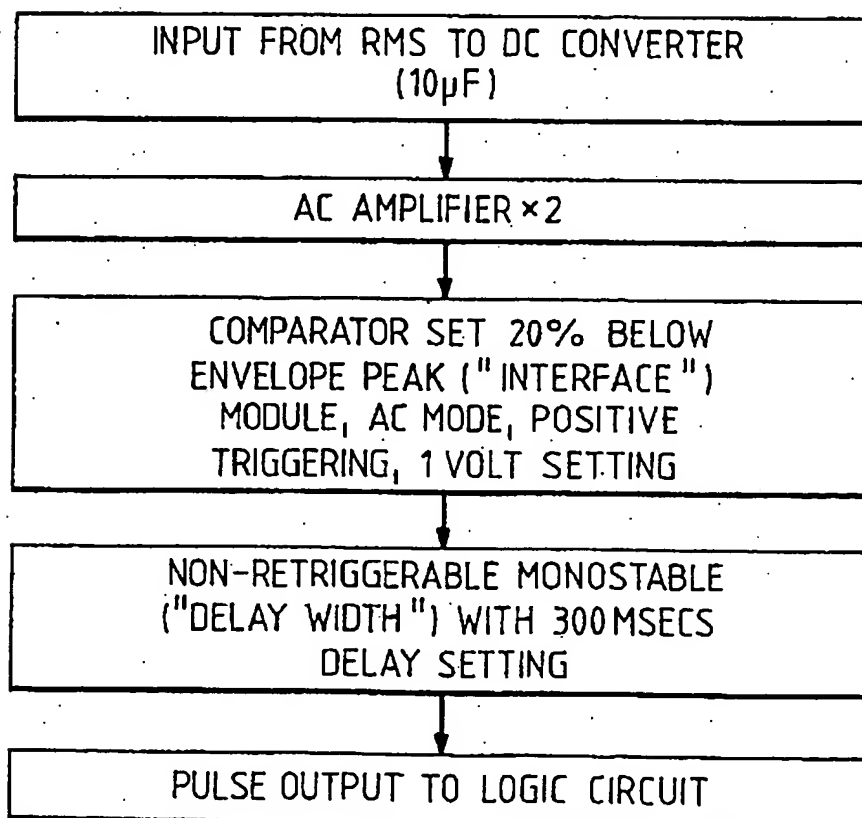 INPUT FROM RMS TO DC CONVERTER
(10µF)
AC AMPLIFIER ×2
COMPARATOR SET 20% BELOW
ENVELOPE PEAK ("INTERFACE")
MODULE, AC MODE, POSITIVE
TRIGGERING, 1 VOLT SETTING
NON-RETRIGGERABLE MONOSTABLE
("DELAY WIDTH") WITH 300MSECS
DELAY SETTING
PULSE OUTPUT TO LOGIC CIRCUIT